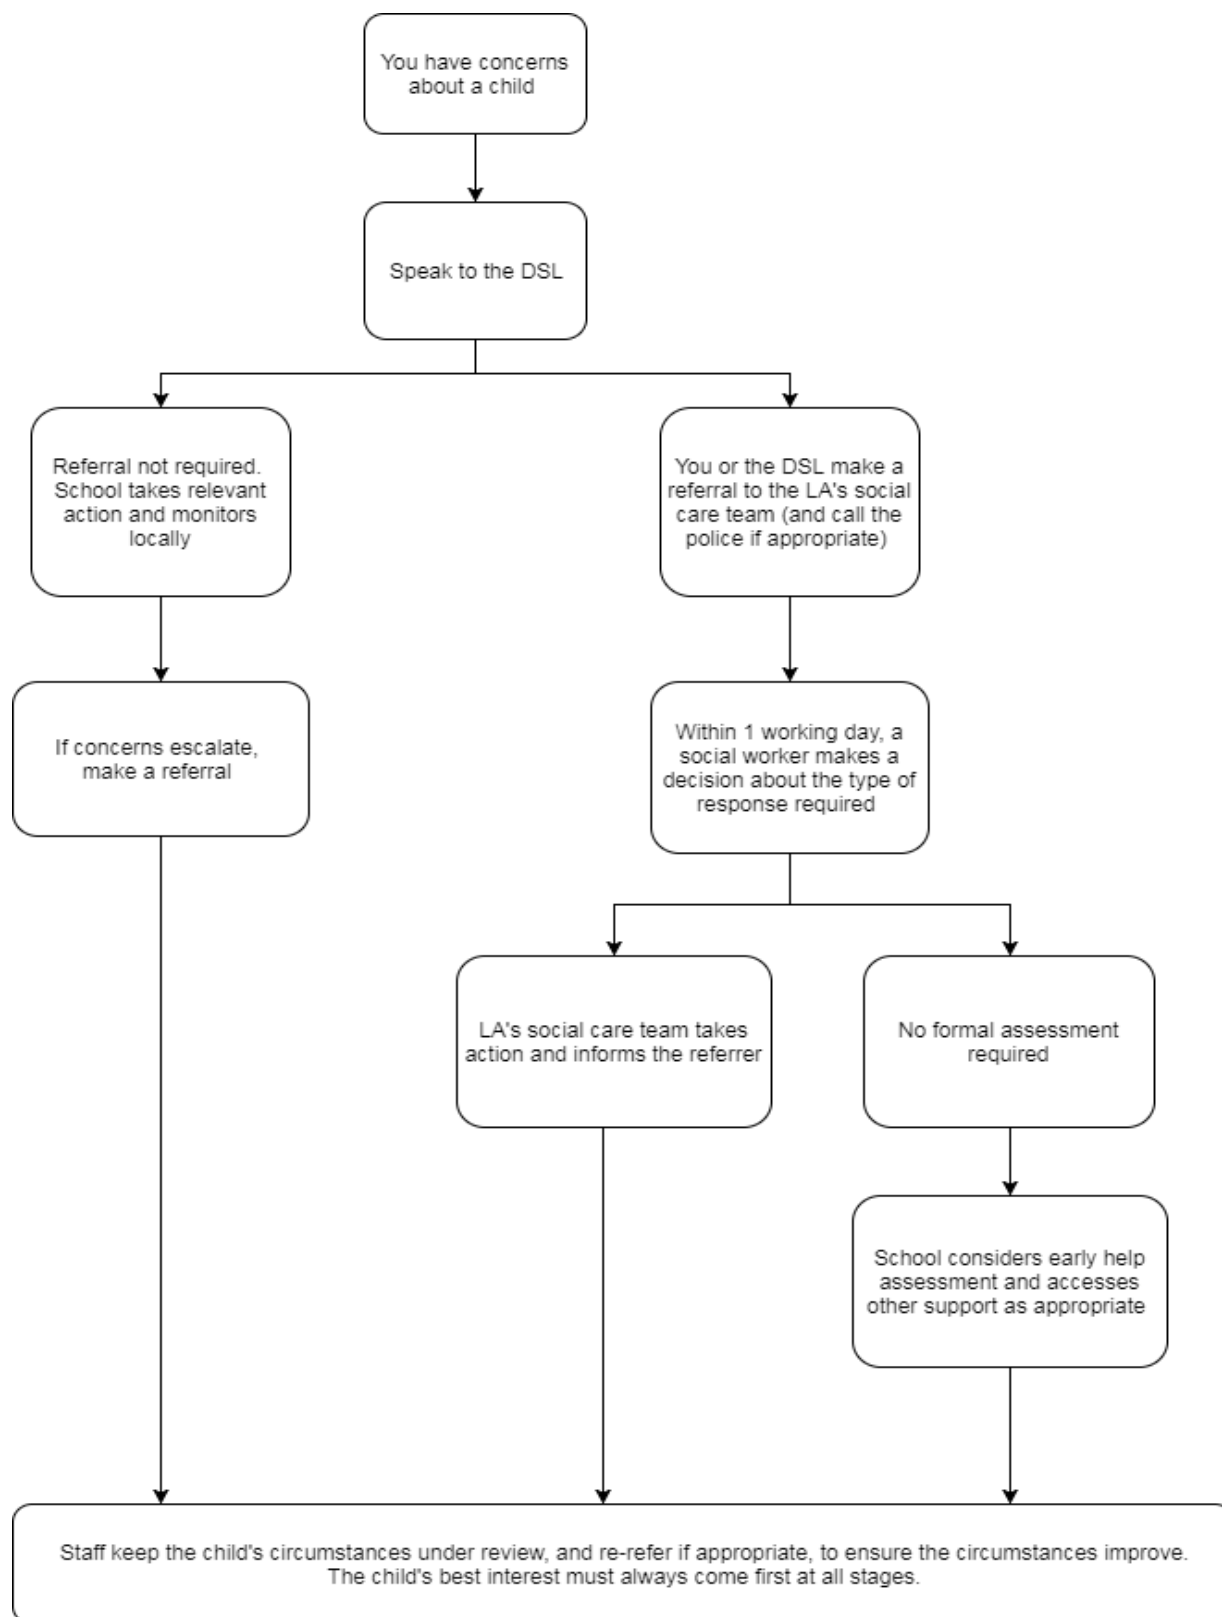 You have concerns
about a child
Speak to the DSL
Referral not required.
School takes relevant
action and monitors
locally
You or the DSL make a
referral to the LA's social
care team (and call the
police if appropriate)
If concerns escalate,
make a referral
Within 1 working day, a
social worker makes a
decision about the type of
response required
LA's social care team takes
action and informs the referrer
No formal assessment
required
School considers early help
assessment and accesses
other support as appropriate
Staff keep the child's circumstances under review, and re-refer if appropriate, to ensure the circumstances improve.
The child's best interest must always come first at all stages.